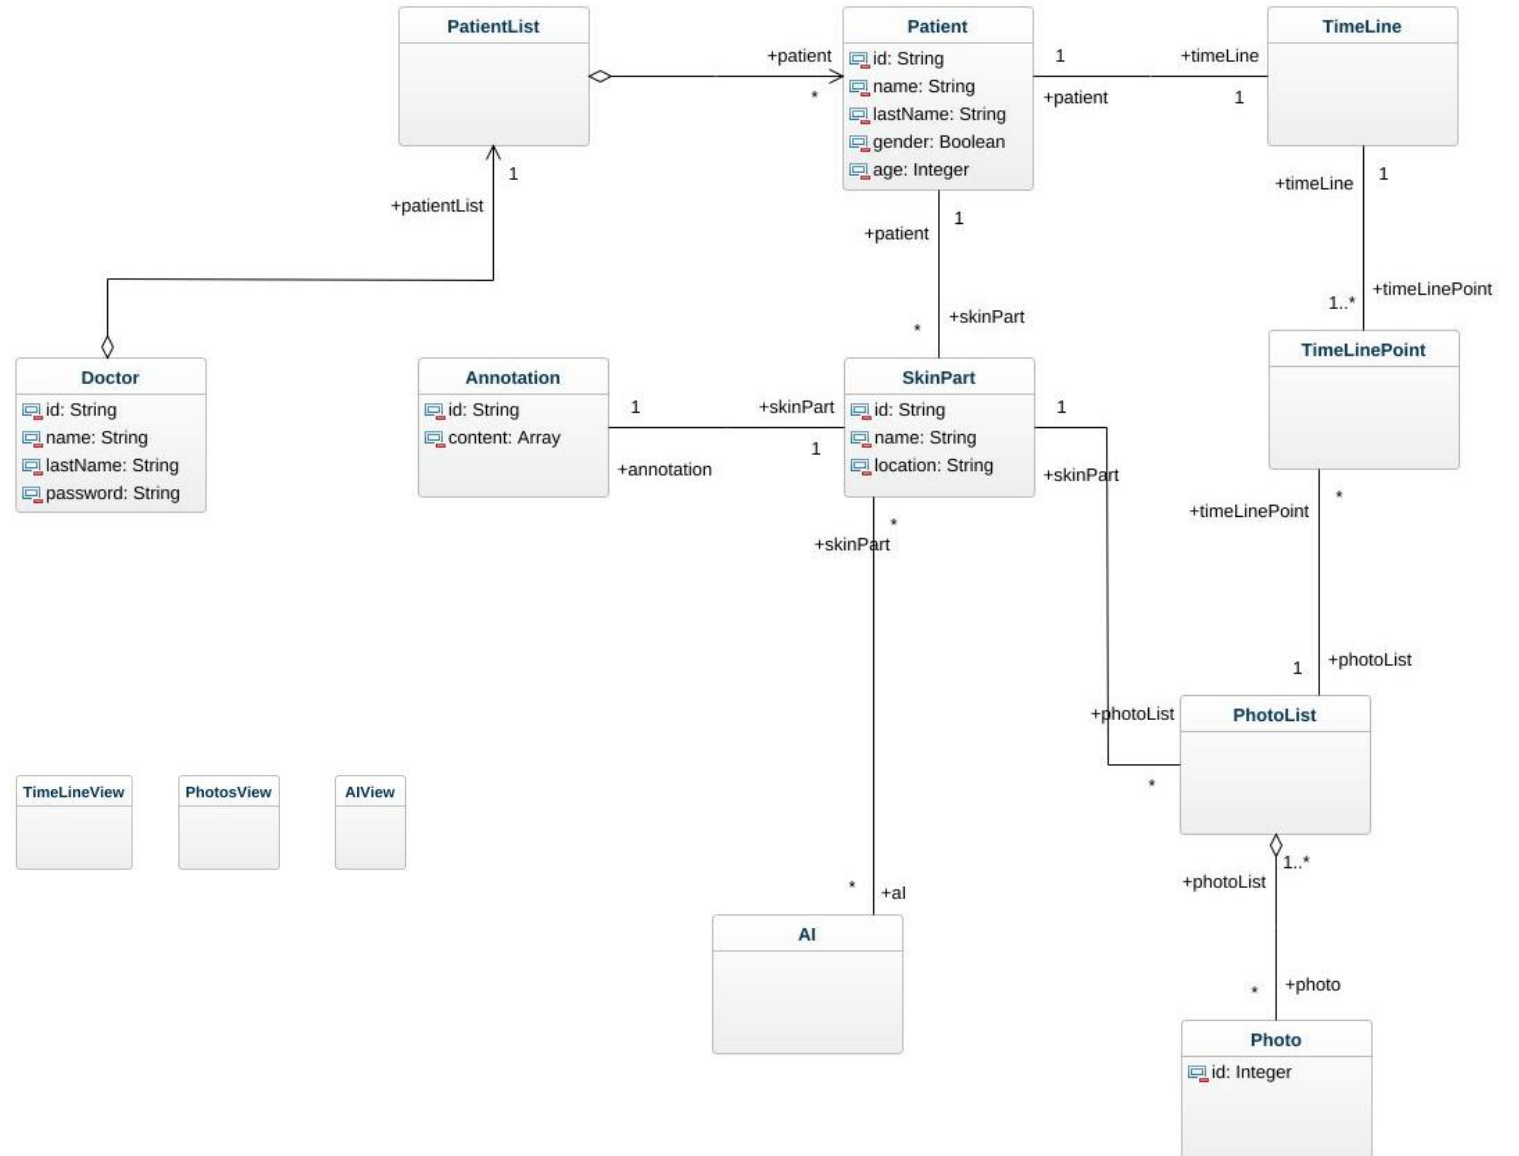 PatientList
Patient
id: String
name: String
lastName: String
gender: Boolean
age: Integer
TimeLine
+patient
*
1
+timeLine
+patient
1
1
+patientList
+timeLine
1
1
+patient
*
+skinPart
1..*
+timeLinePoint
Doctor
id: String
name: String
lastName: String
password: String
Annotation
id: String
content: Array
1
+skinPart
+annotation
1
SkinPart
id: String
name: String
location: String
1
+skinPart
TimeLinePoint
*
+timeLinePoint
*
+skinPart
1
+photoList
+photoList
*
PhotoList
TimeLineView
PhotosView
AIView
*
+aI
AI
1..*
+photoList
*
+photo
Photo
id: Integer